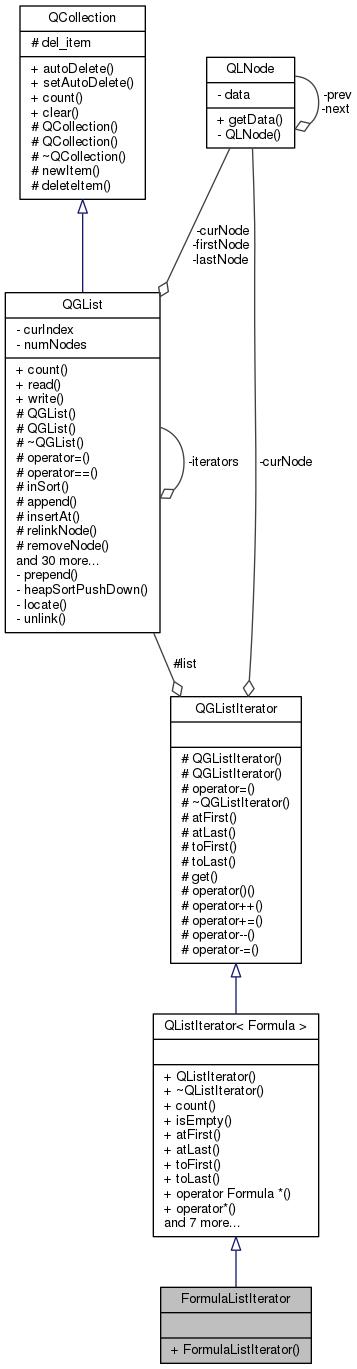 QCollection
# del_item
+ autoDelete()
+ setAutoDelete()
+ count()
+ clear()
# QCollection()
# QCollection()
# ~QCollection()
# newItem()
# deleteItem()
QLNode
- data
+ getData()
- QLNode()
-prev
-next
-curNode
-firstNode
-lastNode
QGList
- curIndex
- numNodes
+ count()
+ read()
+ write()
# QGList()
# QGList()
# ~QGList()
# operator=()
# operator==()
# inSort()
# append()
# insertAt()
# relinkNode()
# removeNode()
and 30 more...
- prepend()
- heapSortPushDown()
- locate()
- unlink()
-iterators
-curNode
#list
QGListIterator
# QGListIterator()
# QGListIterator()
# operator=()
# ~QGListIterator()
# atFirst()
# atLast()
# toFirst()
# toLast()
# get()
# operator()()
# operator++()
# operator+=()
# operator--()
# operator-=()
QListIterator< Formula >
+ QListIterator()
+ ~QListIterator()
+ count()
+ isEmpty()
+ atFirst()
+ atLast()
+ toFirst()
+ toLast()
+ operator Formula *()
+ operator*()
and 7 more...
FormulaListIterator
+ FormulaListIterator()